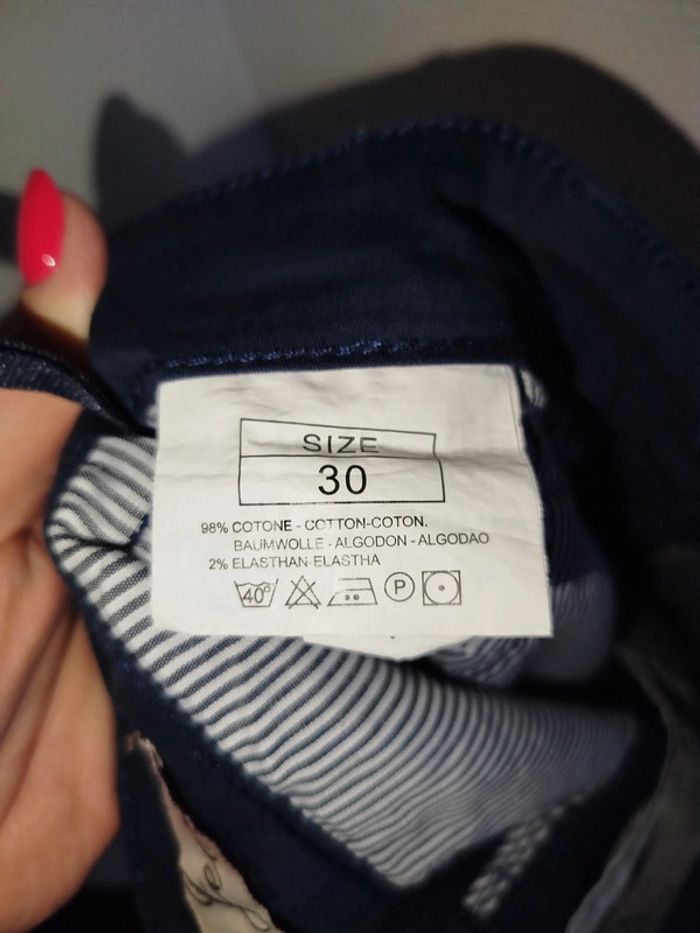 SIZE
30
98% COTONE - COTTON-COTON.
BAUMWOLLE - ALGODON - ALGODAO
2% ELASTHAN-ELASTHA
40° P